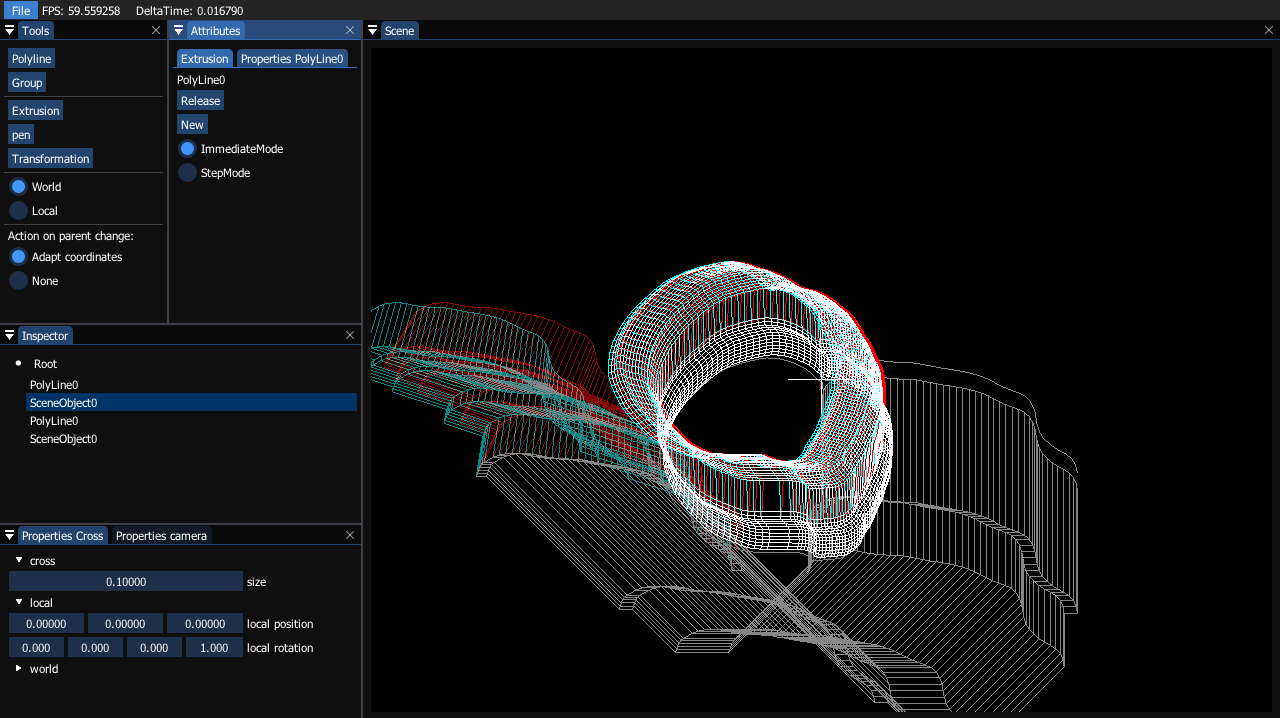 File FPS: 59.559258 DeltaTime: 0.016790
Tools
Polyline
Group
Extrusion
pen
Transformation
World
Local
Action on parent change:
Adapt coordinates
None
Attributes
Extrusion Properties PolyLine0
PolyLine0
Release
New
ImmediateMode
StepMode
Scene
Inspector
Root
PolyLine0
SceneObject0
PolyLine0
SceneObject0
Properties Cross Properties camera
cross
0.10000 size
local
0.00000 0.00000 0.00000 local position
0.000 0.000 0.000 1.000 local rotation
world